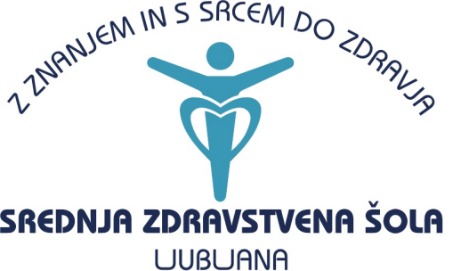 Z ZNANJEM IN S SRCEM DO ZDRAVJA
SREDNJA ZDRAVSTVENA ŠOLA
LJUBLJANA